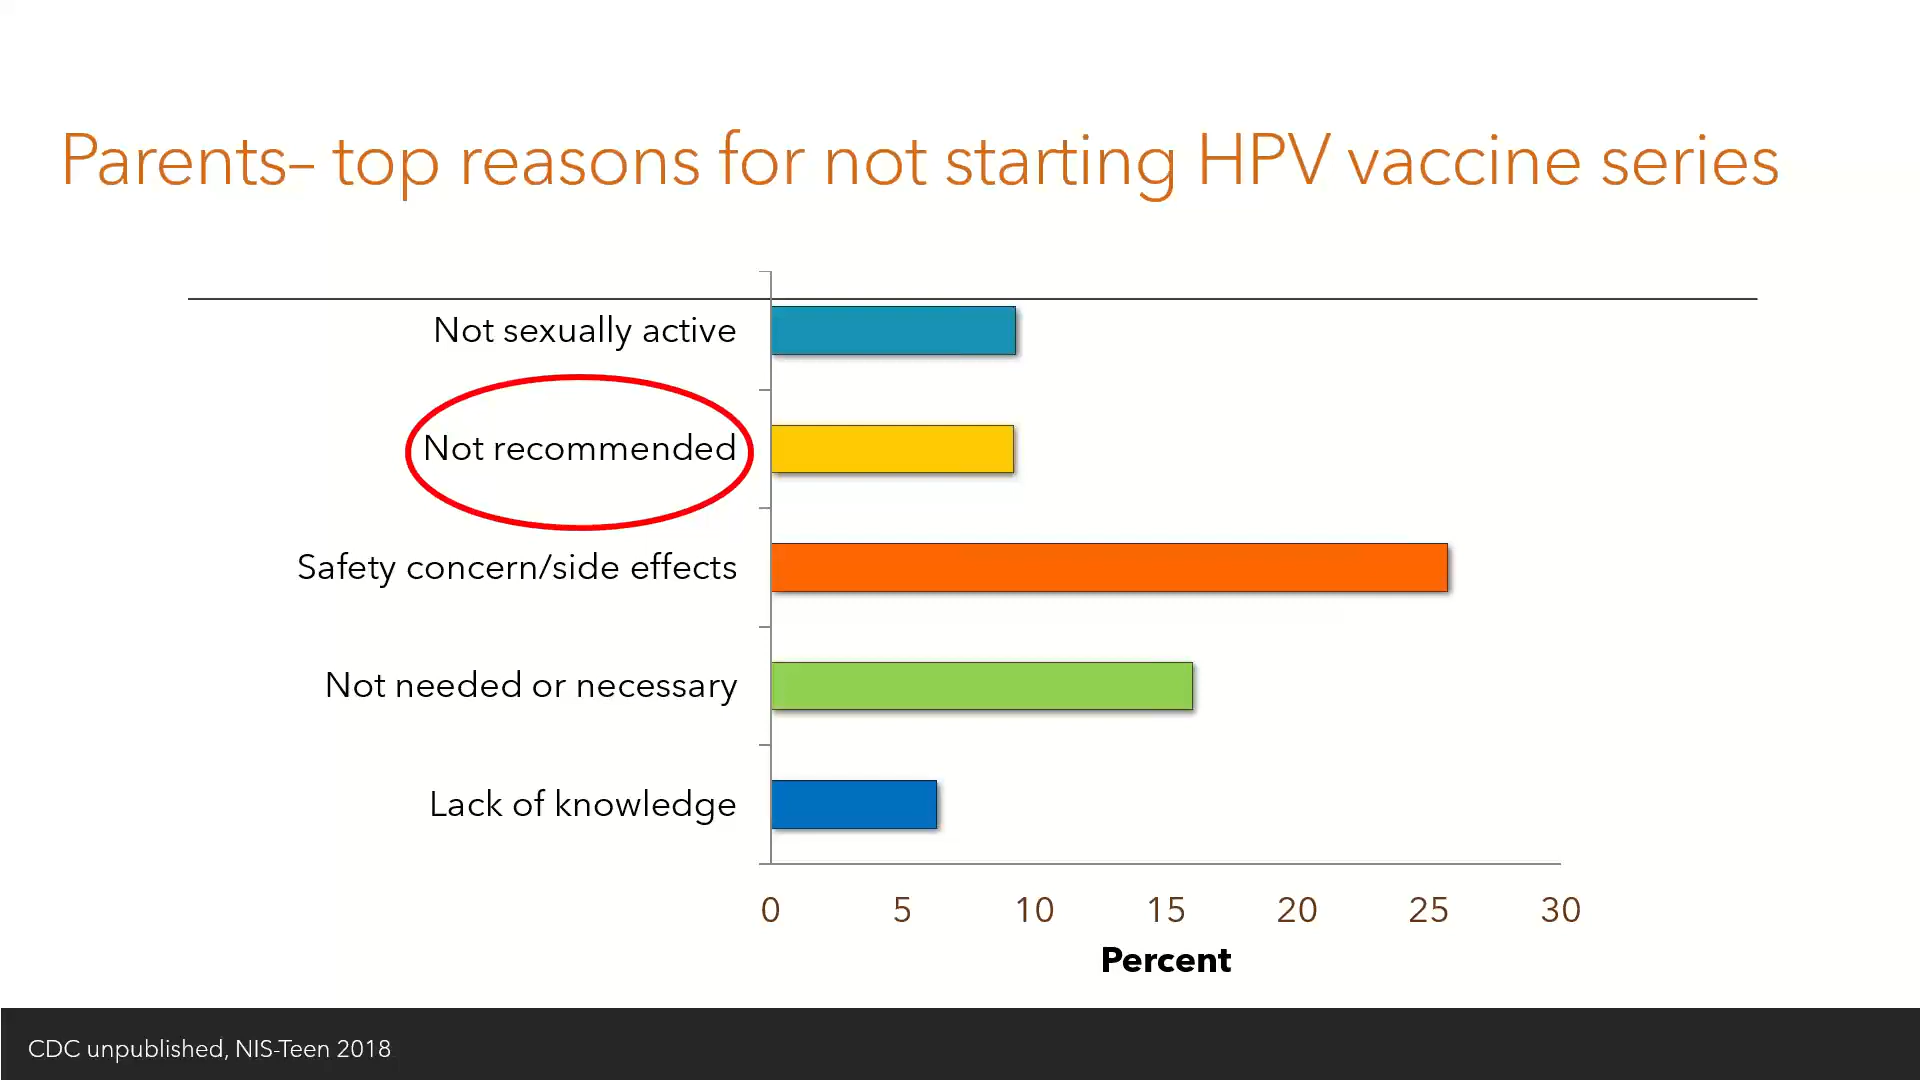 Parents– top reasons for not starting HPV vaccine series
Not sexually active
Not recommended
Safety concern/side effects
Not needed or necessary
Lack of knowledge
0 5 10 15 20 25 30
Percent
CDC unpublished, NIS-Teen 2018